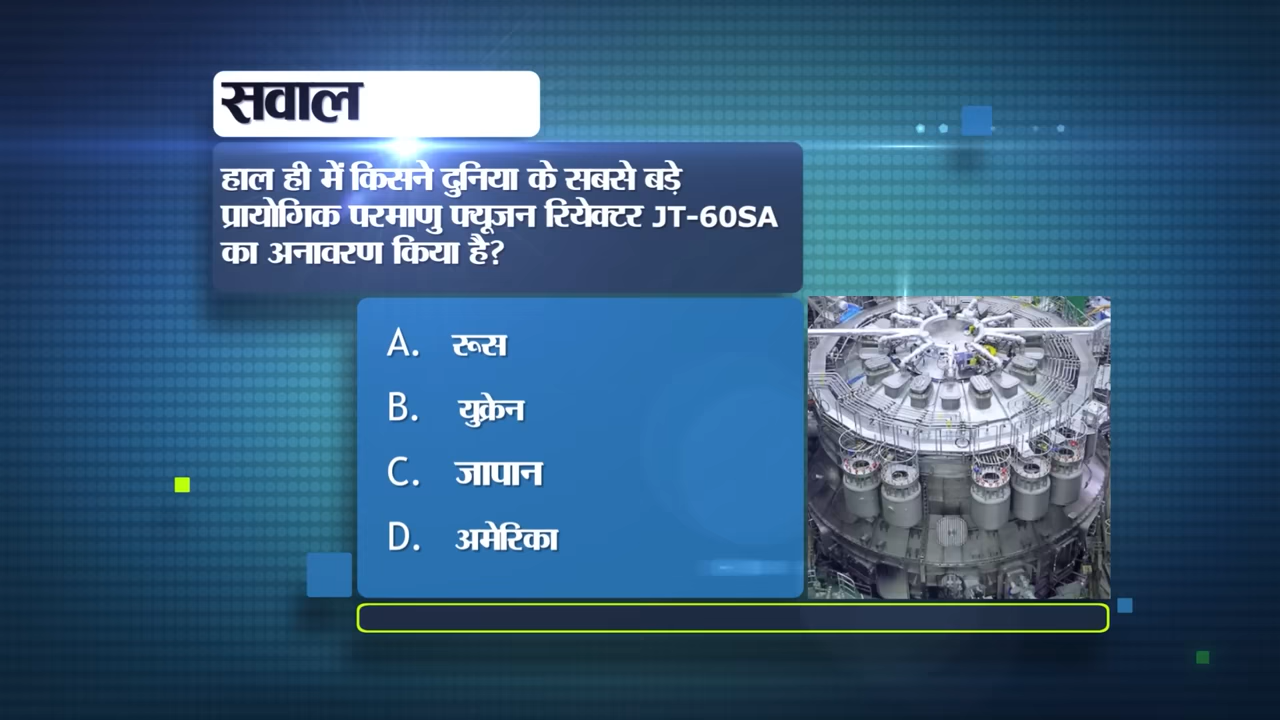 सवाल
हाल ही में किसने दुनिया के सबसे बड़े
प्रायोगिक परमाणु फ्यूजन रियेक्टर JT-60SA
का अनावरण किया है?
A. रूस
B. युक्रेन
C. जापान
D. अमेरिका